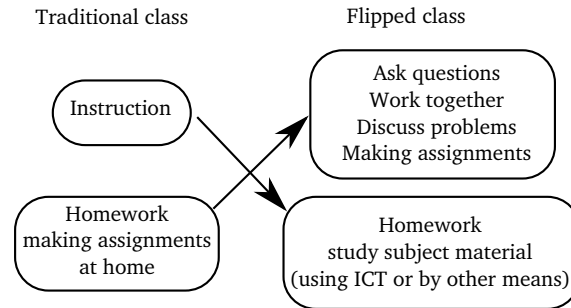 Traditional class
Flipped class
Instruction
Ask questions
Work together
Discuss problems
Making assignments
Homework
making assignments
at home
Homework
study subject material
(using ICT or by other means)